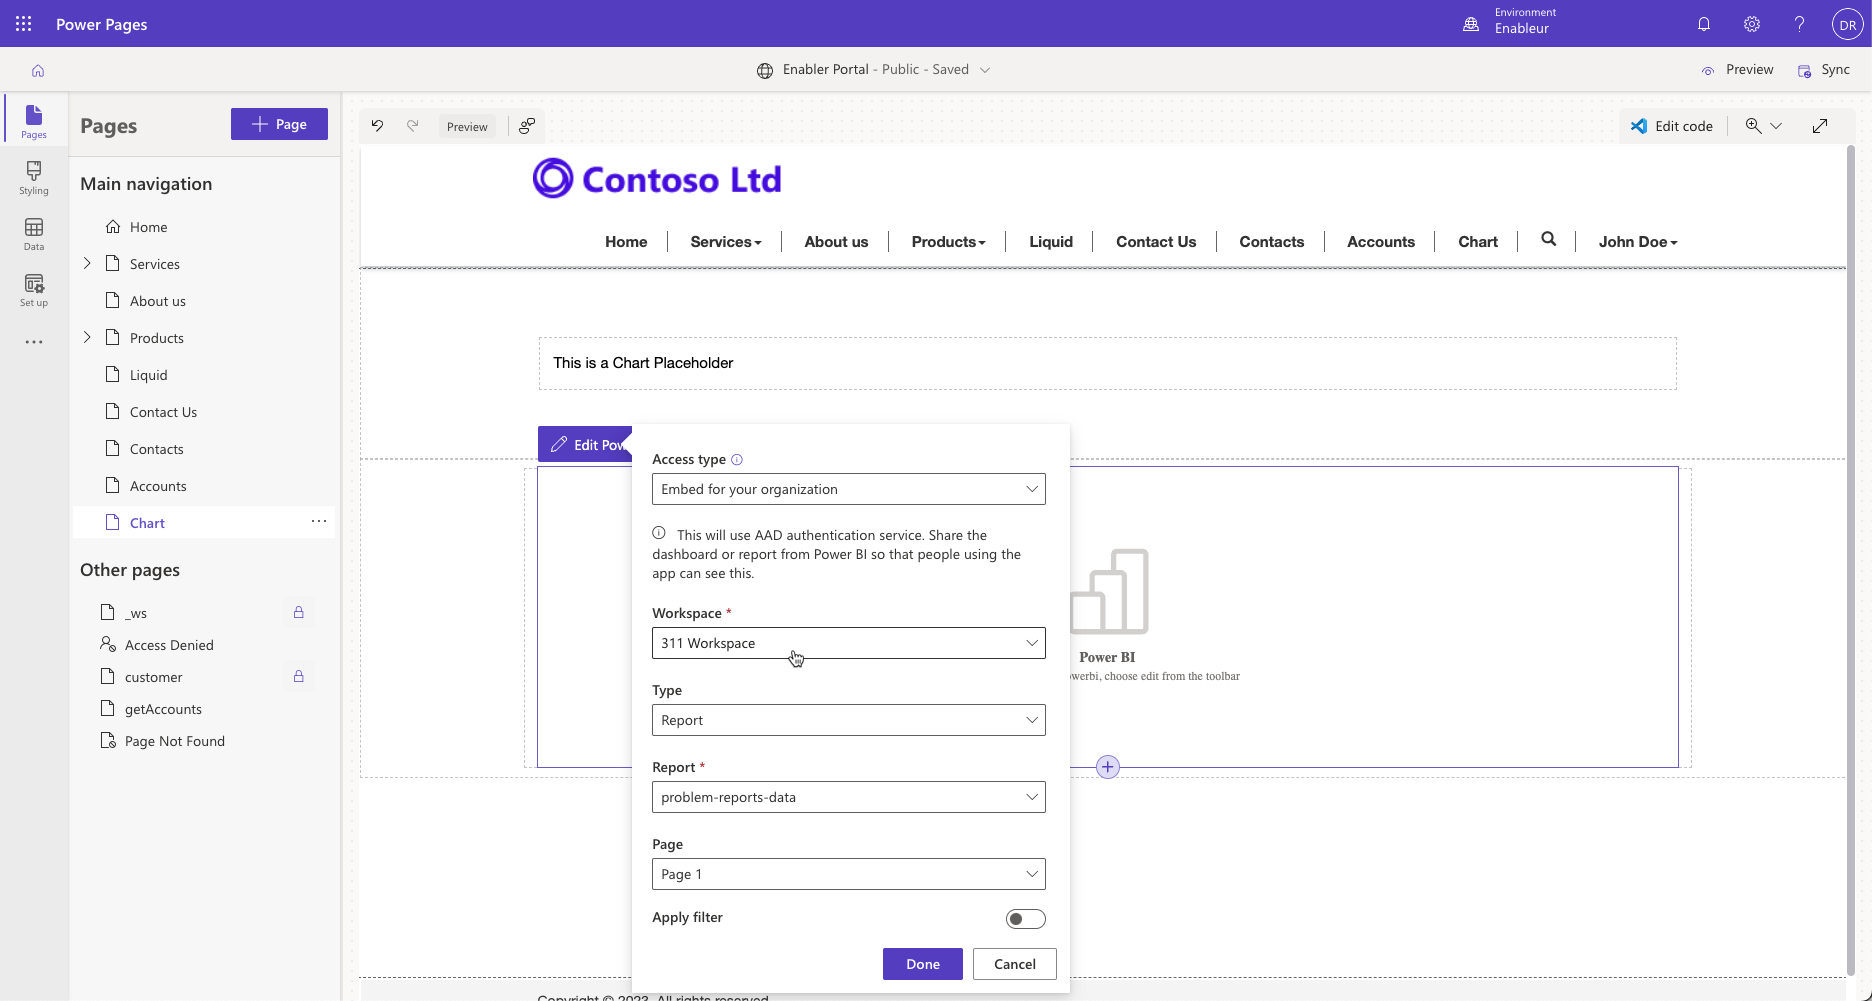 Power Pages
Environment
Enableur
DR
Enabler Portal - Public - Saved
Preview
Sync
Pages
Styling
Data
Set up
Pages
Page
Main navigation
Home
Services
About us
Products
Liquid
Contact Us
Contacts
Accounts
Chart
Other pages
_ws
Access Denied
customer
getAccounts
Page Not Found
Preview
Edit code
Contoso Ltd
Home
Services
About us
Products
Liquid
Contact Us
Contacts
Accounts
Chart
John Doe
This is a Chart Placeholder
Edit Pow
Access type
Embed for your organization
This will use AAD authentication service. Share the
dashboard or report from Power BI so that people using the
app can see this.
Workspace *
311 Workspace
Type
Report
Report *
problem-reports-data
Page
Page 1
Apply filter
Done
Cancel
Power BI
werbi, choose edit from the toolbar
Copyright © 2023. All rights reserved.